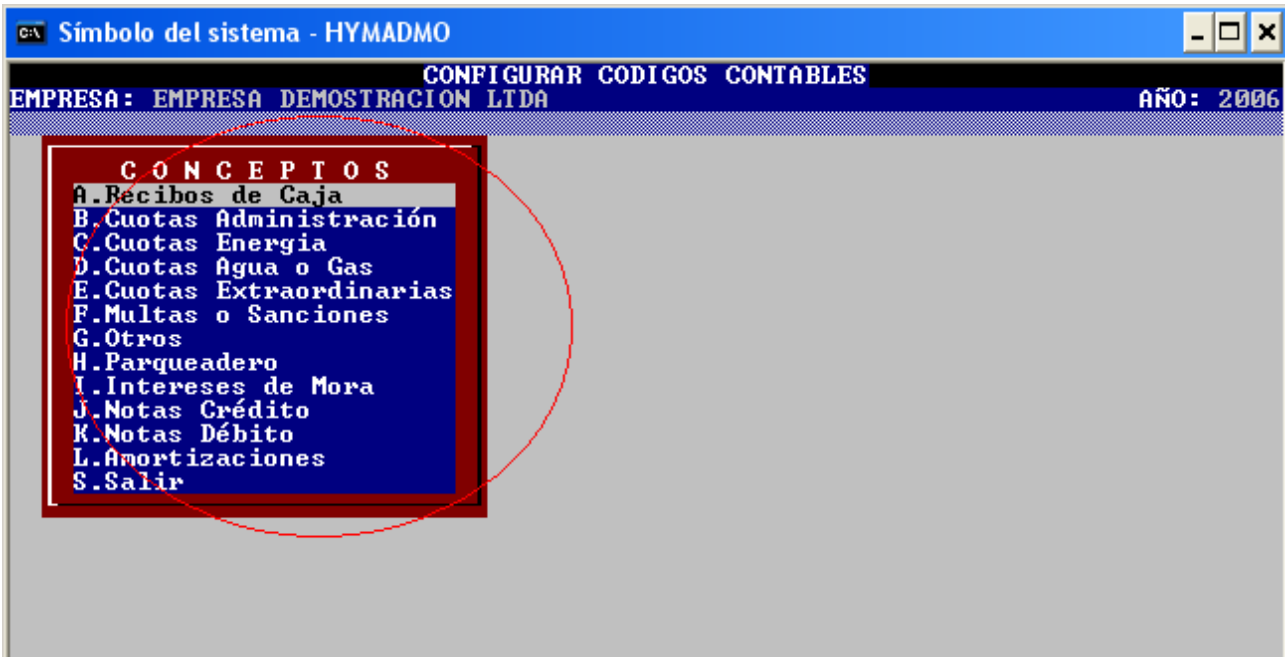 Símbolo del sistema - HYMADMO
CONFIGURAR CODIGOS CONTABLES
EMPRESA: EMPRESA DEMOSTRACION LTDA AÑO: 2006
C O N C E P T O S
A.Recibos de Caja
B.Cuotas Administración
C.Cuotas Energia
D.Cuotas Agua o Gas
E.Cuotas Extraordinarias
F.Multas o Sanciones
G.Otros
H.Parqueadero
I.Intereses de Mora
J.Notas Crédito
K.Notas Débito
L.Amortizaciones
S.Salir